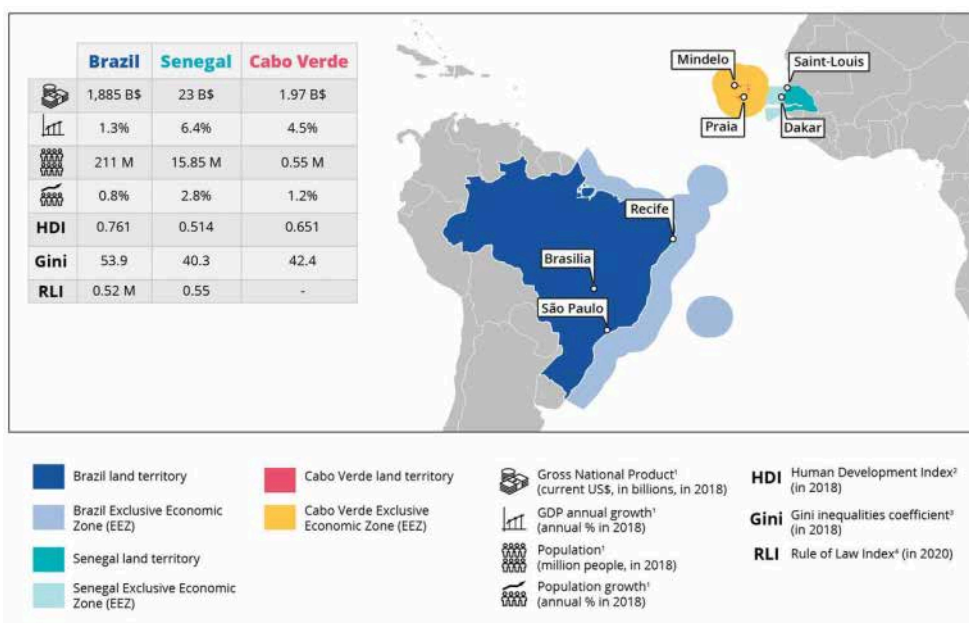 Brazil Senegal Cabo Verde
1,885 B$ 23 B$ 1.97 B$
1.3% 6.4% 4.5%
211 M 15.85 M 0.55 M
0.8% 2.8% 1.2%
HDI 0.761 0.514 0.651
Gini 53.9 40.3 42.4
RLI 0.52 M 0.55 -
Mindelo
Saint-Louis
Praia
Dakar
Recife
Brasilia
São Paulo
Brazil land territory
Brazil Exclusive Economic
Zone (EEZ)
Senegal land territory
Senegal Exclusive Economic
Zone (EEZ)
Cabo Verde land territory
Cabo Verde Exclusive
Economic Zone (EEZ)
Gross National Product¹
(current US$, in billions, in 2018)
GDP annual growth¹
(annual % in 2018)
Population¹
(million people, in 2018)
Population growth¹
(annual % in 2018)
HDI Human Development Index²
(in 2018)
Gini Gini inequalities coefficient³
(in 2018)
RLI Rule of Law Index⁴ (in 2020)